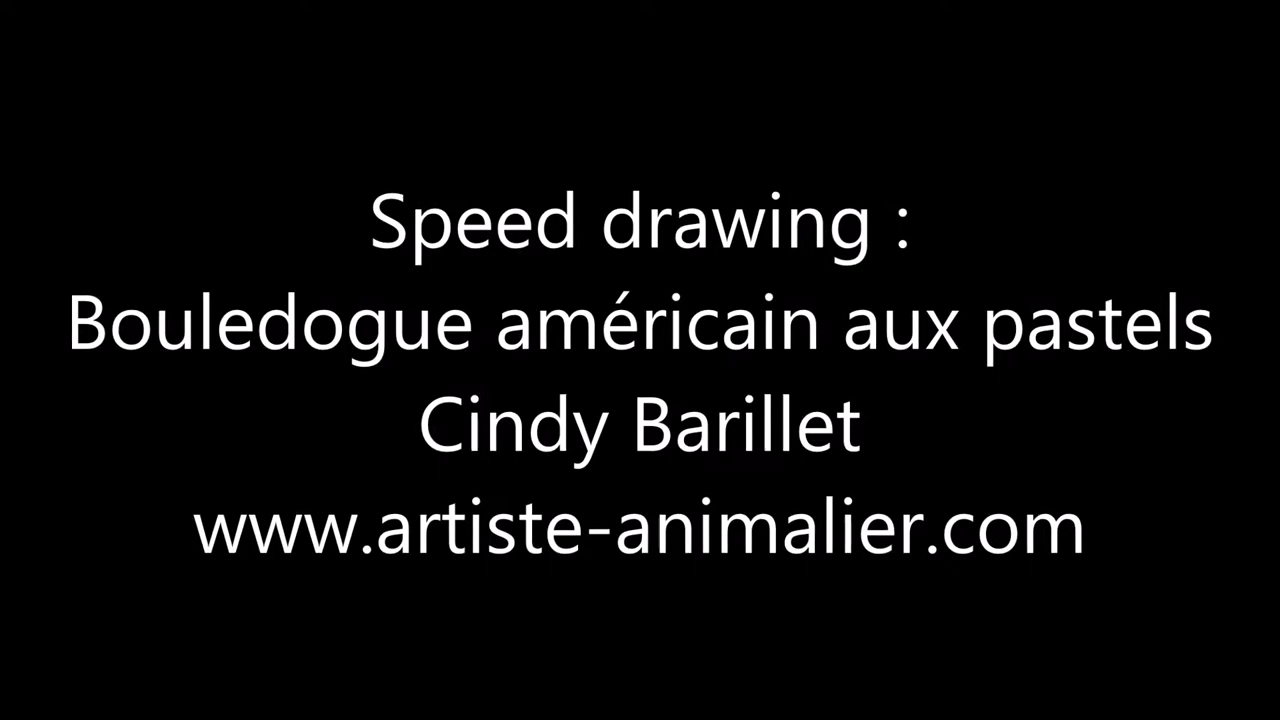 Speed drawing :
Bouledogue américain aux pastels
Cindy Barillet
www.artiste-animalier.com